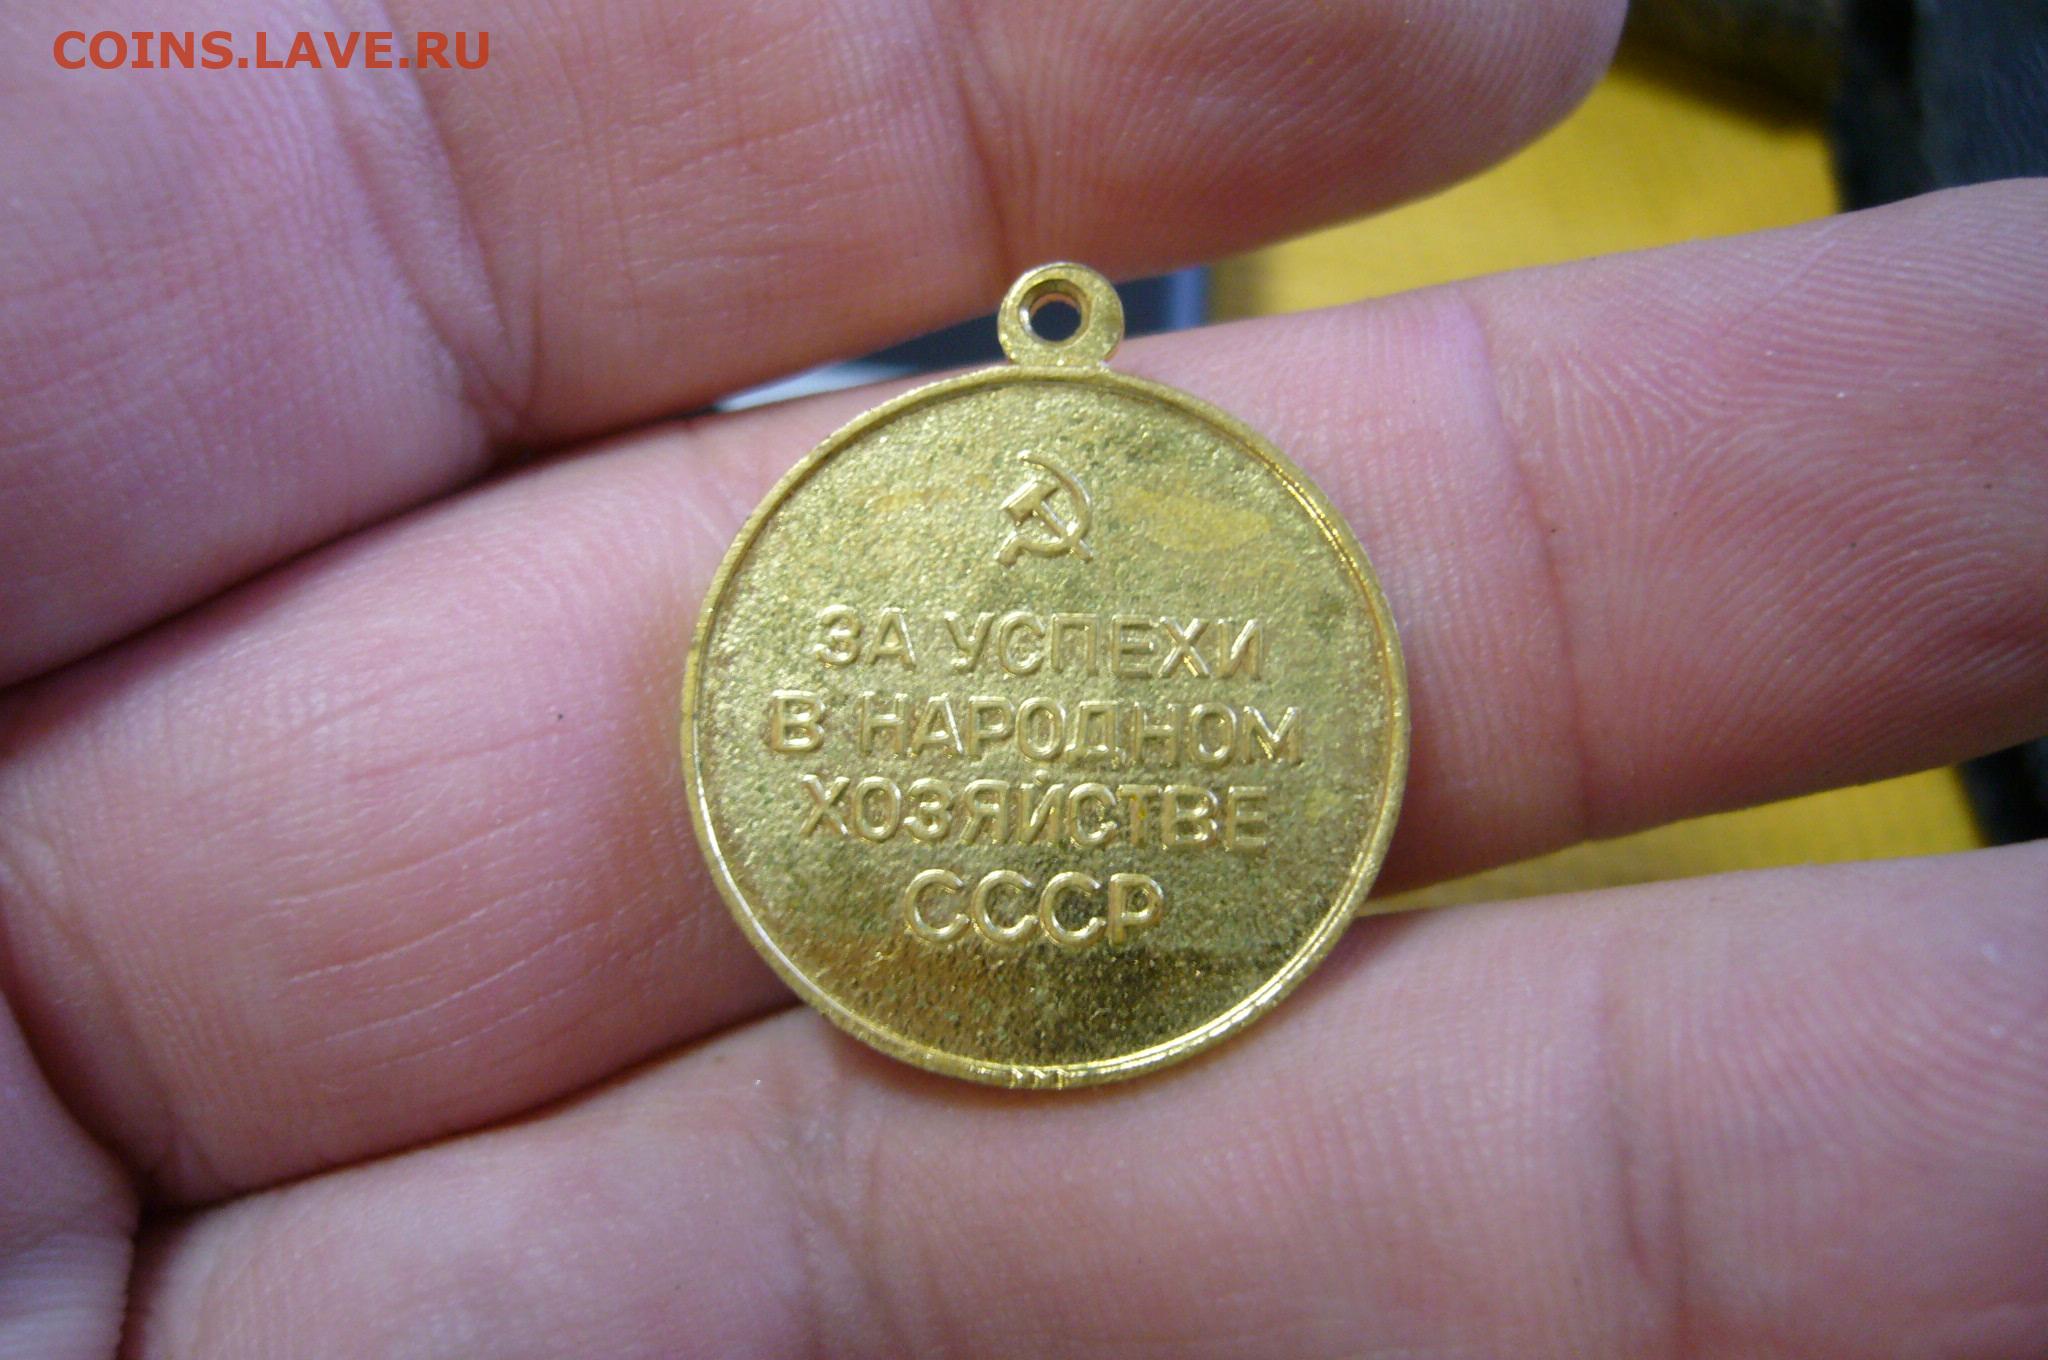 COINS.LAVE.RU
ЗА УСПЕХИ
В НАРОДНОМ
ХОЗЯЙСТВЕ
СССР